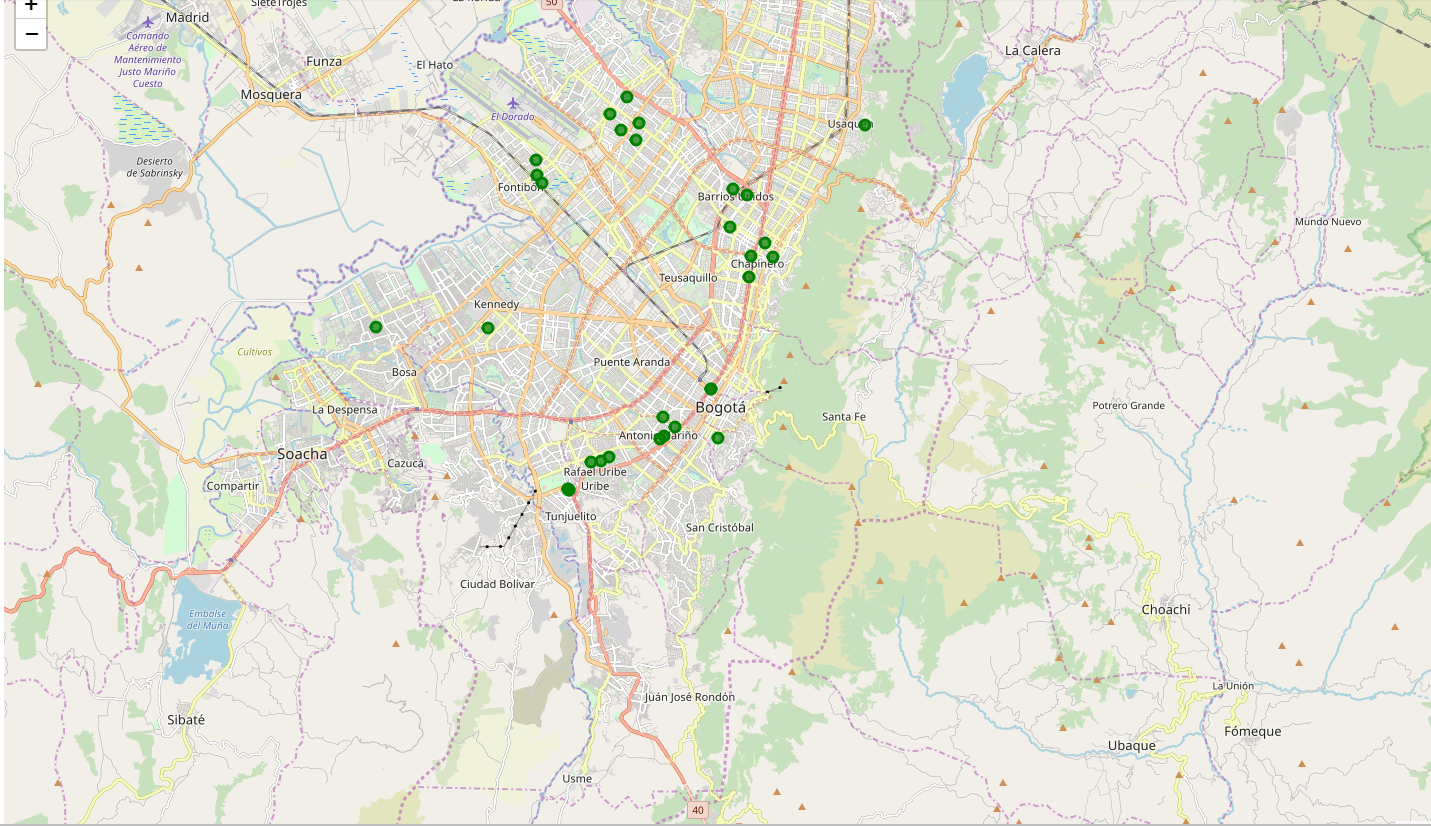 +
−
Madrid
SieteTrojes
50
Comando
Aéreo de
Mantenimiento
Justo Mariño
Cuesto
Funza
El Hato
La Calera
Mosquera
El Dorado
Usaquén
Desierto
de Sabrinsky
Fontibón
Barrios Unidos
Mundo Nuevo
Chapinero
Teusaquillo
Kennedy
Cultivos
Puente Aranda
Bosa
La Despensa
Bogotá
Santa Fe
Potrero Grande
Antonio Nariño
Soacha
Cazucá
Rafael Uribe
Uribe
Compartir
Tunjuelito
San Cristóbal
Ciudad Bolívar
Embalse
del Muña
Choachí
La Unión
Juán José Rondón
Sibaté
Fómeque
Ubaque
Usme
40